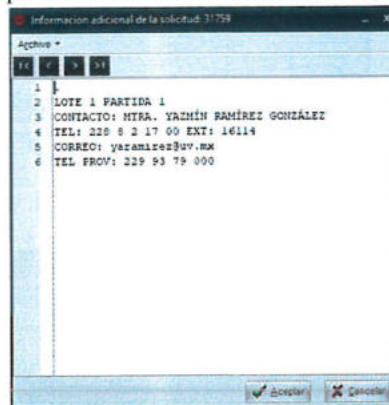 Informacion adicional de la solicitud: 31759
Archivo
1 .
2 LOTE 1 PARTIDA 1
3 CONTACTO: MTRA. YAZMÍN RAMÍREZ GONZÁLEZ
4 TEL: 228 8 2 17 00 EXT: 16114
5 CORREO: yaramirez@uv.mx
6 TEL PROV: 229 93 79 000
Aceptar Cancelar